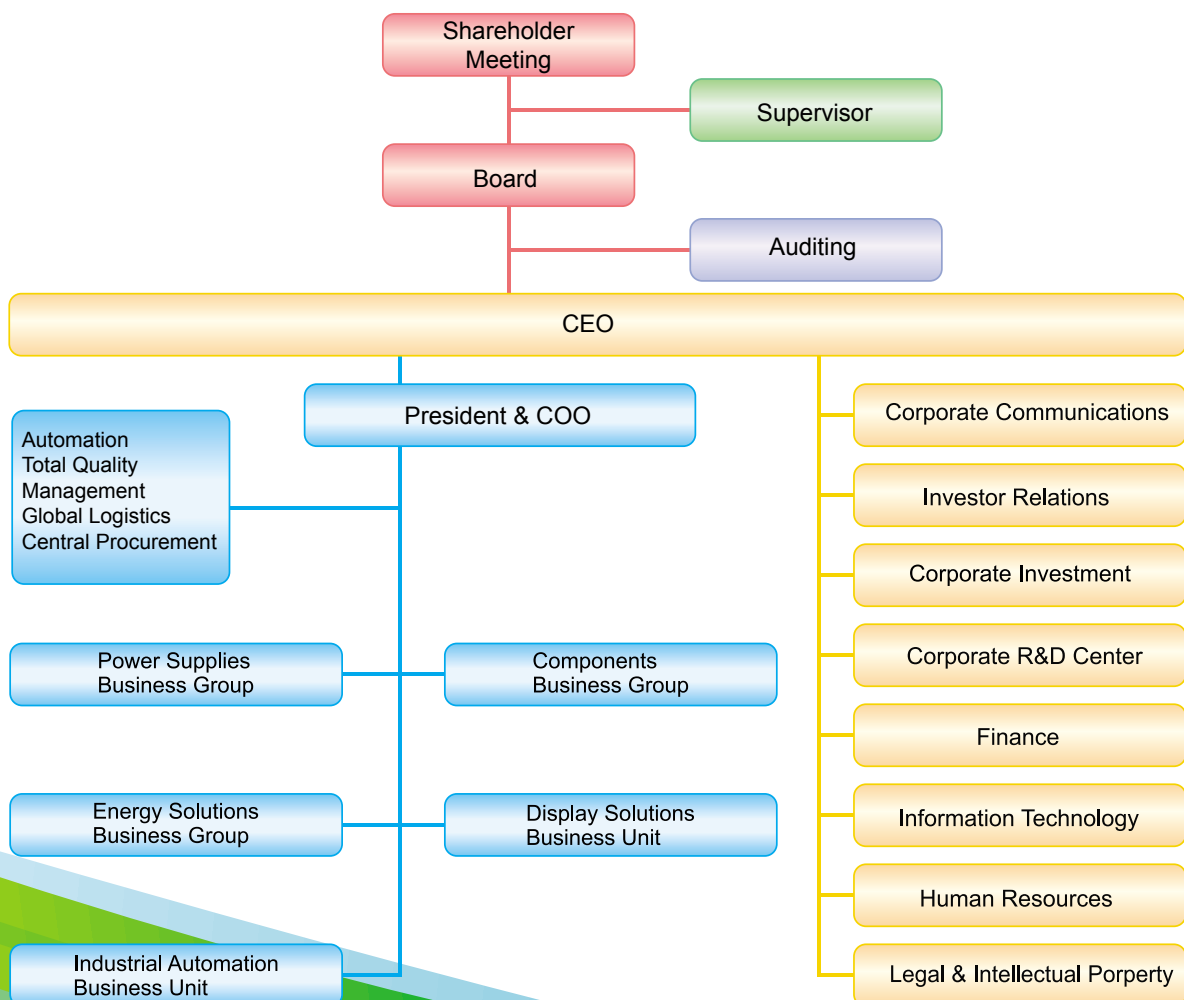 Shareholder
Meeting
Supervisor
Board
Auditing
CEO
President & COO
Automation
Total Quality
Management
Global Logistics
Central Procurement
Power Supplies
Business Group
Components
Business Group
Energy Solutions
Business Group
Display Solutions
Business Unit
Industrial Automation
Business Unit
Corporate Communications
Investor Relations
Corporate Investment
Corporate R&D Center
Finance
Information Technology
Human Resources
Legal & Intellectual Porperty